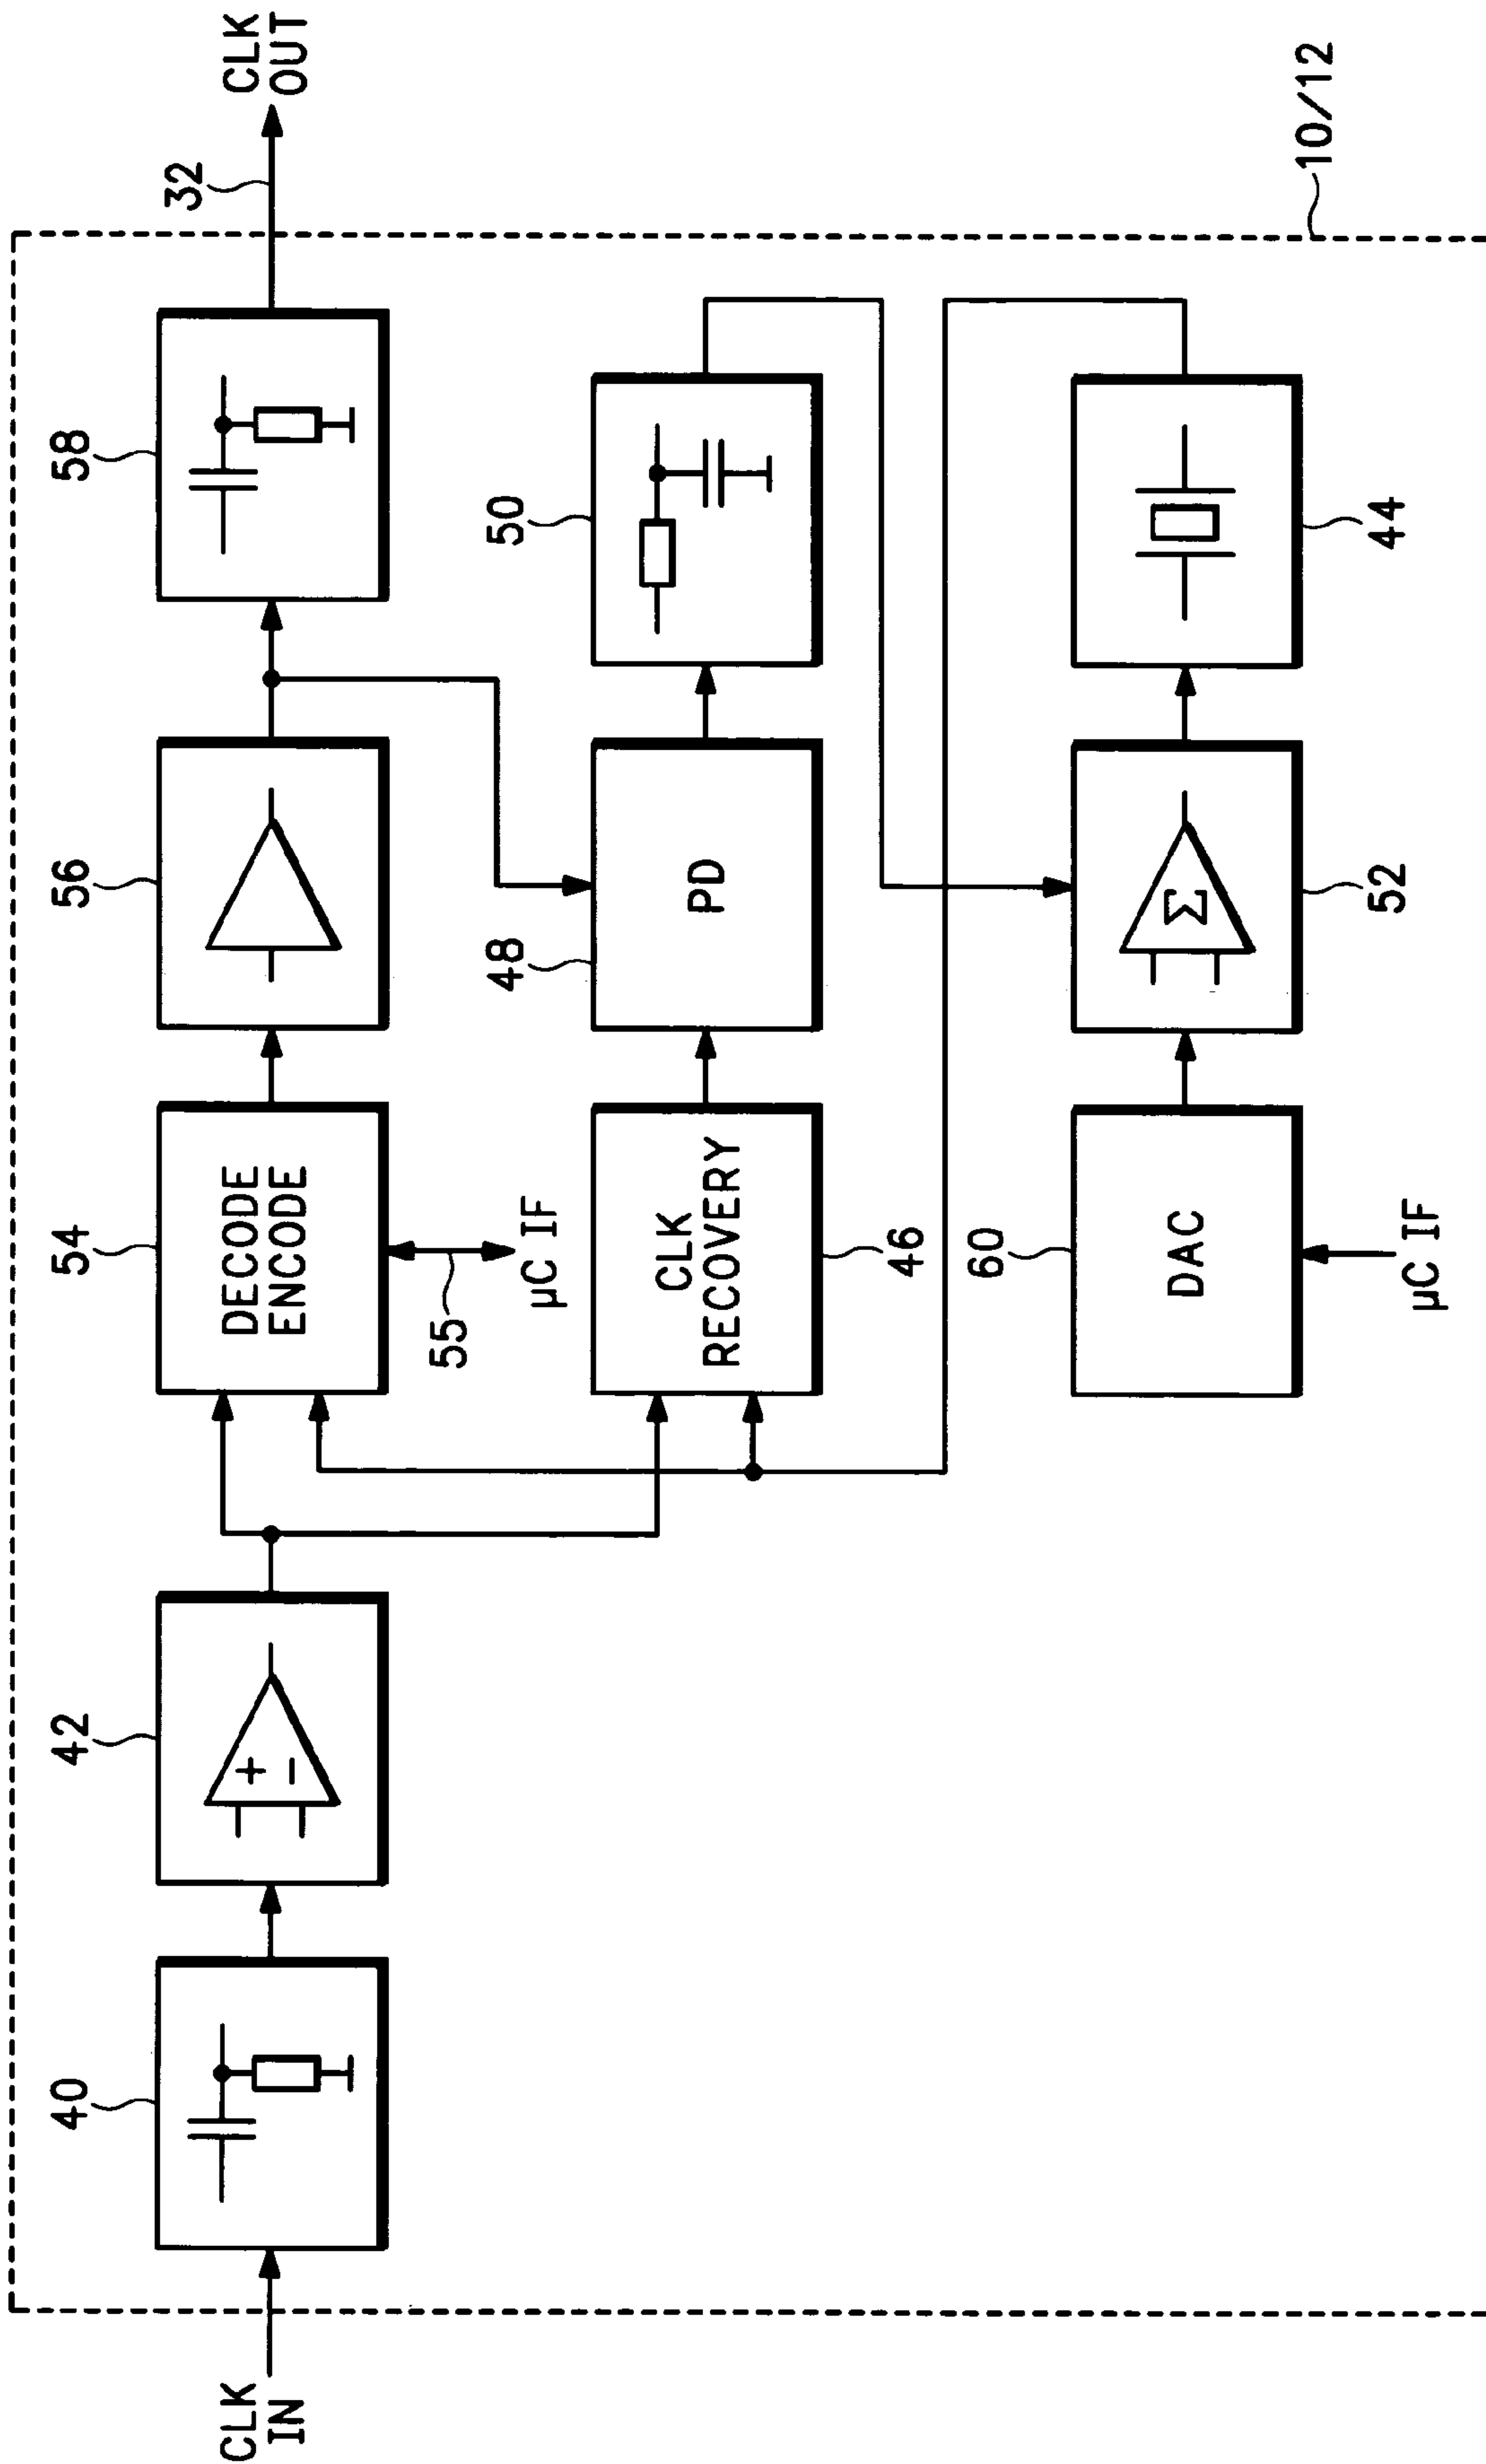 40
42
54
56
58
32
CLK
IN
+
-
DECODE
ENCODE
CLK
OUT
55
µC IF
48
50
CLK
RECOVERY
PD
46
60
DAC
Σ
µC IF
52
44
10/12